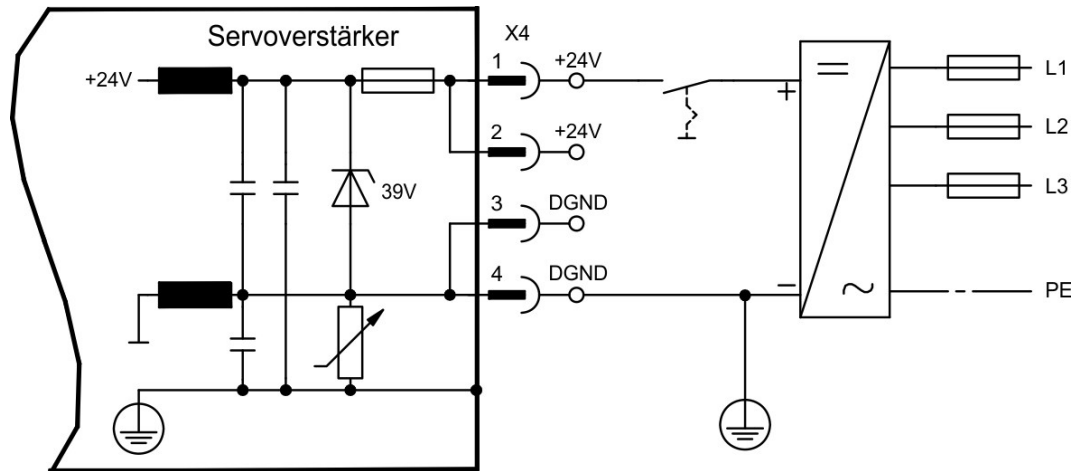 Servoverstärker
X4
+24V
1
+24V
2
+24V
39V
3
DGND
4
DGND
+
−
L1
L2
L3
PE